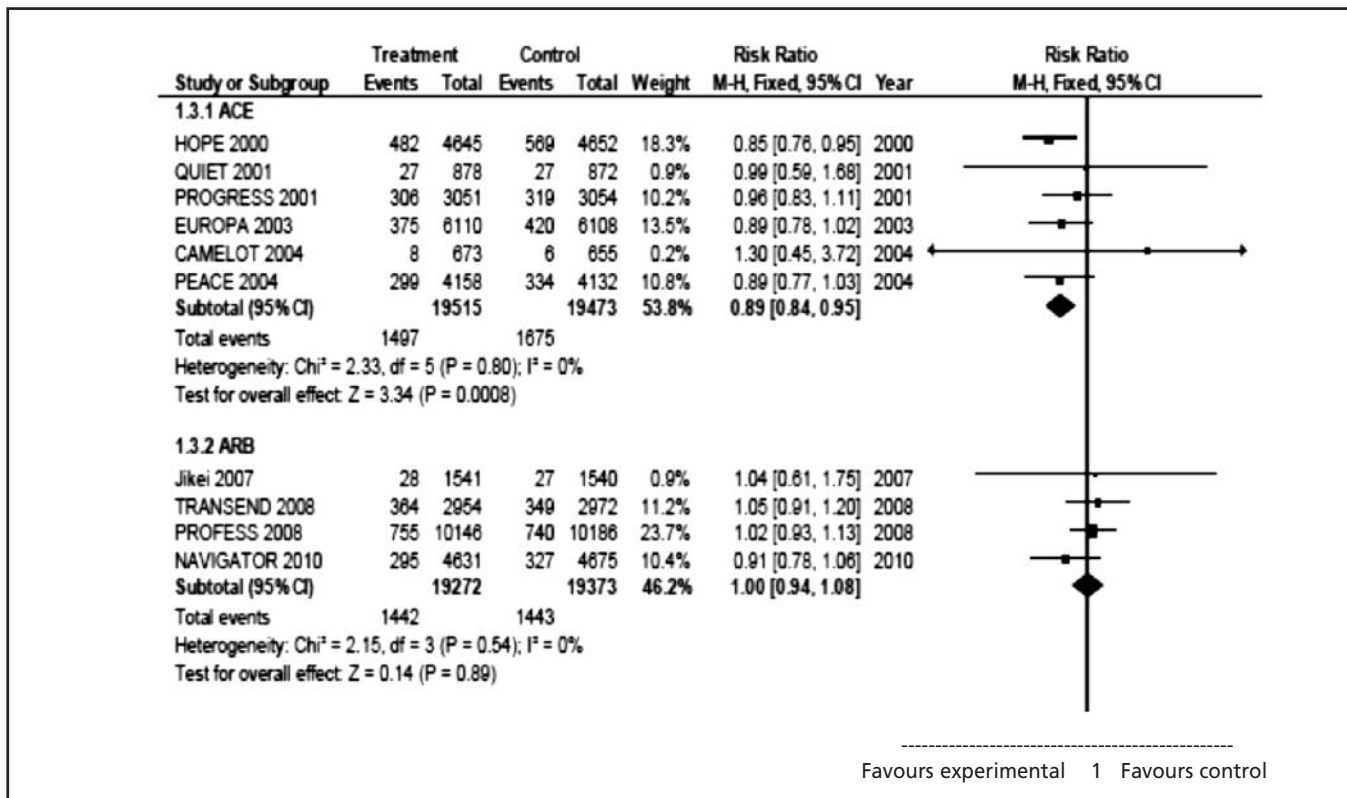 Treatment Control Risk Ratio Risk Ratio
Study or Subgroup Events Total Events Total Weight M-H, Fixed, 95% CI Year M-H, Fixed, 95% CI
1.3.1 ACE
HOPE 2000 482 4645 569 4652 18.3% 0.85 [0.76, 0.95] 2000
QUIET 2001 27 878 27 872 0.9% 0.99 [0.59, 1.68] 2001
PROGRESS 2001 306 3051 319 3054 10.2% 0.96 [0.83, 1.11] 2001
EUROPA 2003 375 6110 420 6108 13.5% 0.89 [0.78, 1.02] 2003
CAMELOT 2004 8 673 6 655 0.2% 1.30 [0.45, 3.72] 2004
PEACE 2004 299 4158 334 4132 10.8% 0.89 [0.77, 1.03] 2004
Subtotal (95% CI) 19515 19473 53.8% 0.89 [0.84, 0.95]
Total events 1497 1675
Heterogeneity: Chi² = 2.33, df = 5 (P = 0.80); I² = 0%
Test for overall effect: Z = 3.34 (P = 0.0008)
1.3.2 ARB
Jikei 2007 28 1541 27 1540 0.9% 1.04 [0.61, 1.75] 2007
TRANSEND 2008 364 2954 349 2972 11.2% 1.05 [0.91, 1.20] 2008
PROFESS 2008 755 10146 740 10186 23.7% 1.02 [0.93, 1.13] 2008
NAVIGATOR 2010 295 4631 327 4675 10.4% 0.91 [0.78, 1.06] 2010
Subtotal (95% CI) 19272 19373 46.2% 1.00 [0.94, 1.08]
Total events 1442 1443
Heterogeneity: Chi² = 2.15, df = 3 (P = 0.54); I² = 0%
Test for overall effect: Z = 0.14 (P = 0.89)
Favours experimental 1 Favours control